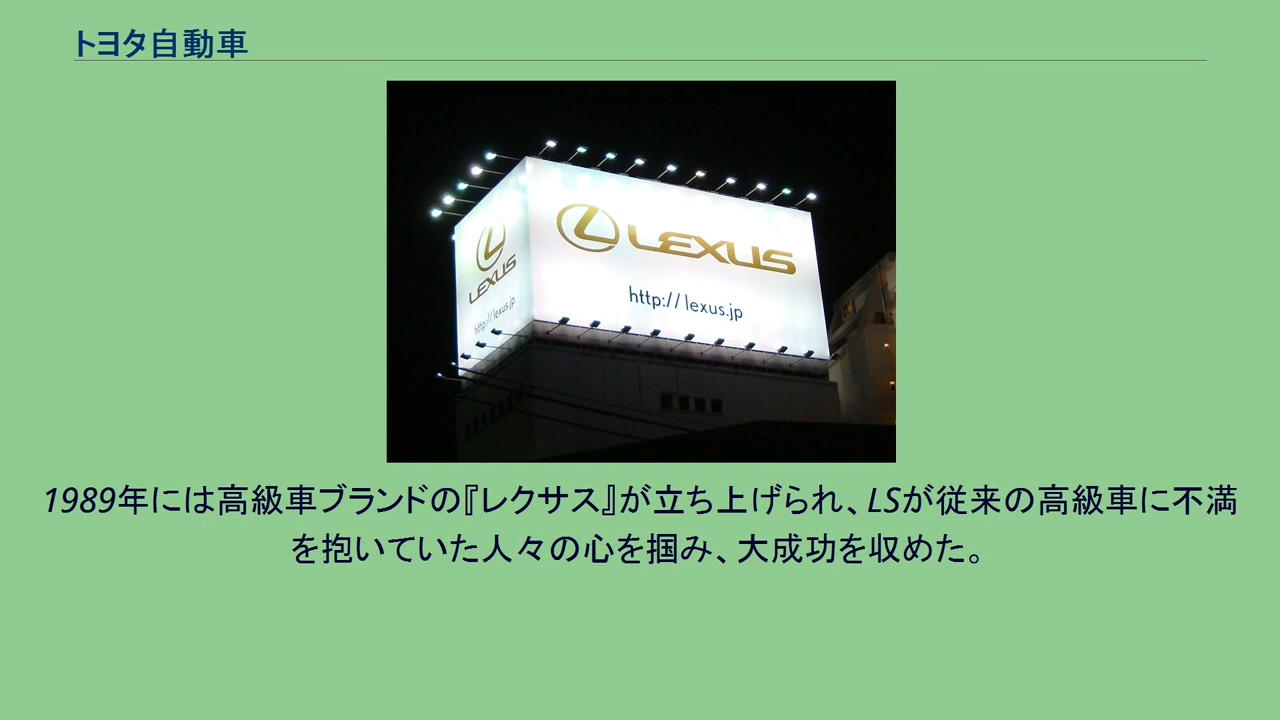 トヨタ自動車
LEXUS
http://lexus.jp
LEXUS
http://lexus.jp
1989年には高級車ブランドの『レクサス』が立ち上げられ、LSが従来の高級車に不満
を抱いていた人々の心を掴み、大成功を収めた。